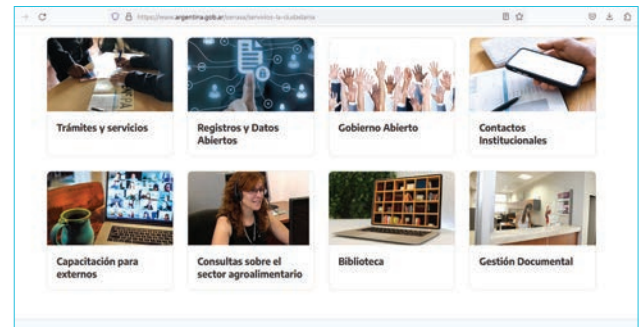 https://www.argentina.gob.ar/senasa/servicios-la-ciudadania
Trámites y servicios
Registros y Datos
Abiertos
Gobierno Abierto
Contactos
Institucionales
Capacitación para
externos
Consultas sobre el
sector agroalimentario
Biblioteca
Gestión Documental